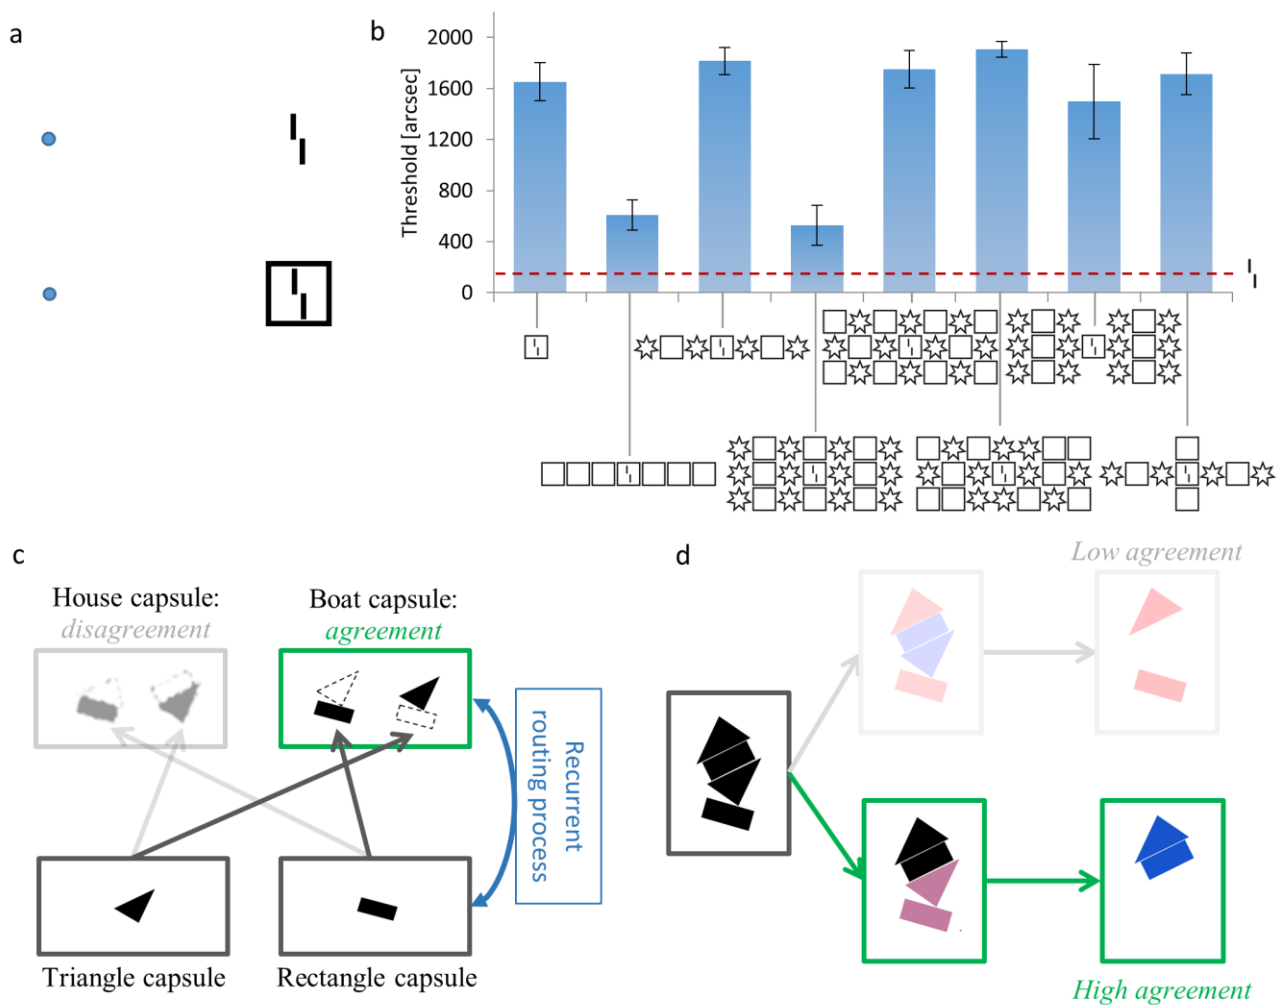 a
b
Threshold [arcsec]
2000
1600
1200
800
400
0
c
House capsule:
disagreement
Boat capsule:
agreement
Recurrent
routing process
Triangle capsule
Rectangle capsule
d
Low agreement
High agreement